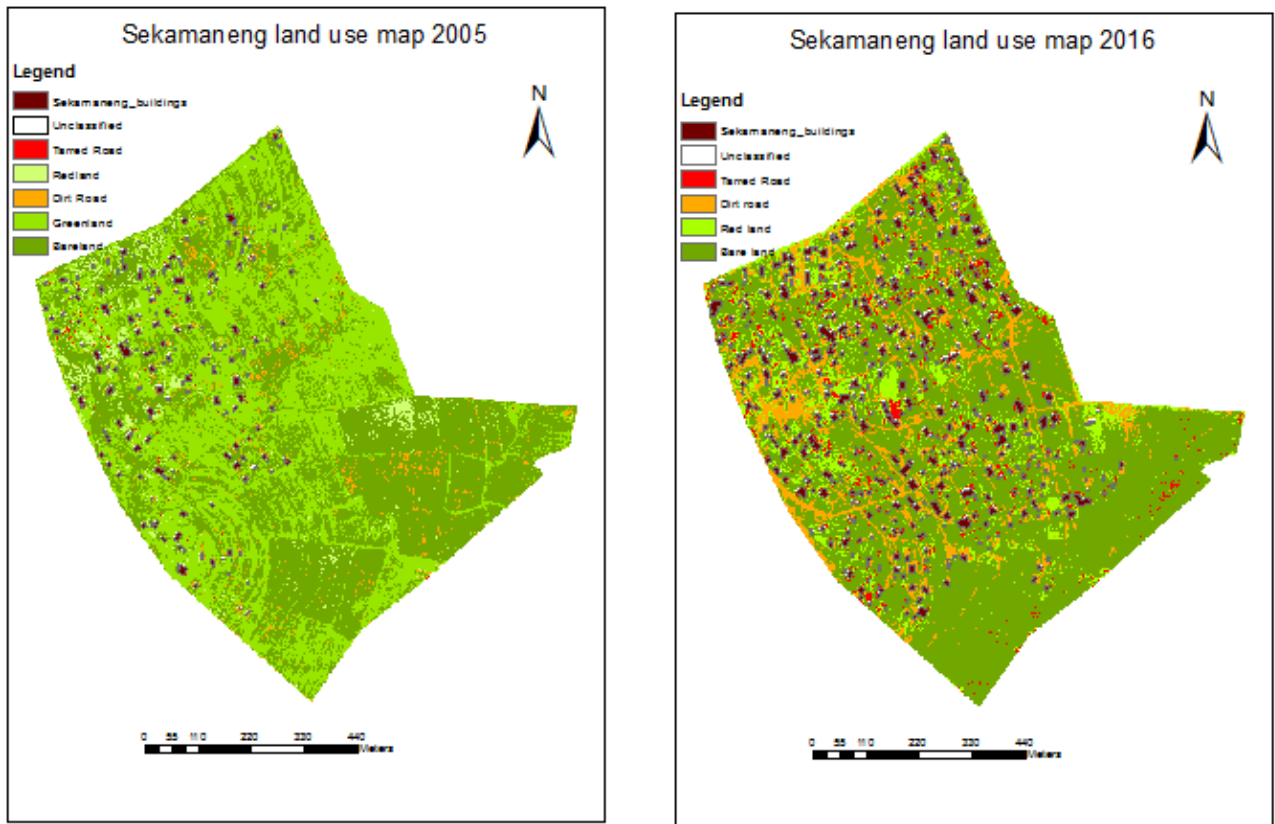 Sekamaneng land use map 2005
Legend
N
Sekamaneng_buildings
Unclassified
Tarred Road
Redland
Dirt Road
Greenland
Bareland
0 55 110 220 330 440
Meters
Sekamaneng land use map 2016
Legend
N
Sekamaneng_buildings
Unclassified
Tarred Road
Dirt road
Red land
Bare land
0 55 110 220 330 440
Meters